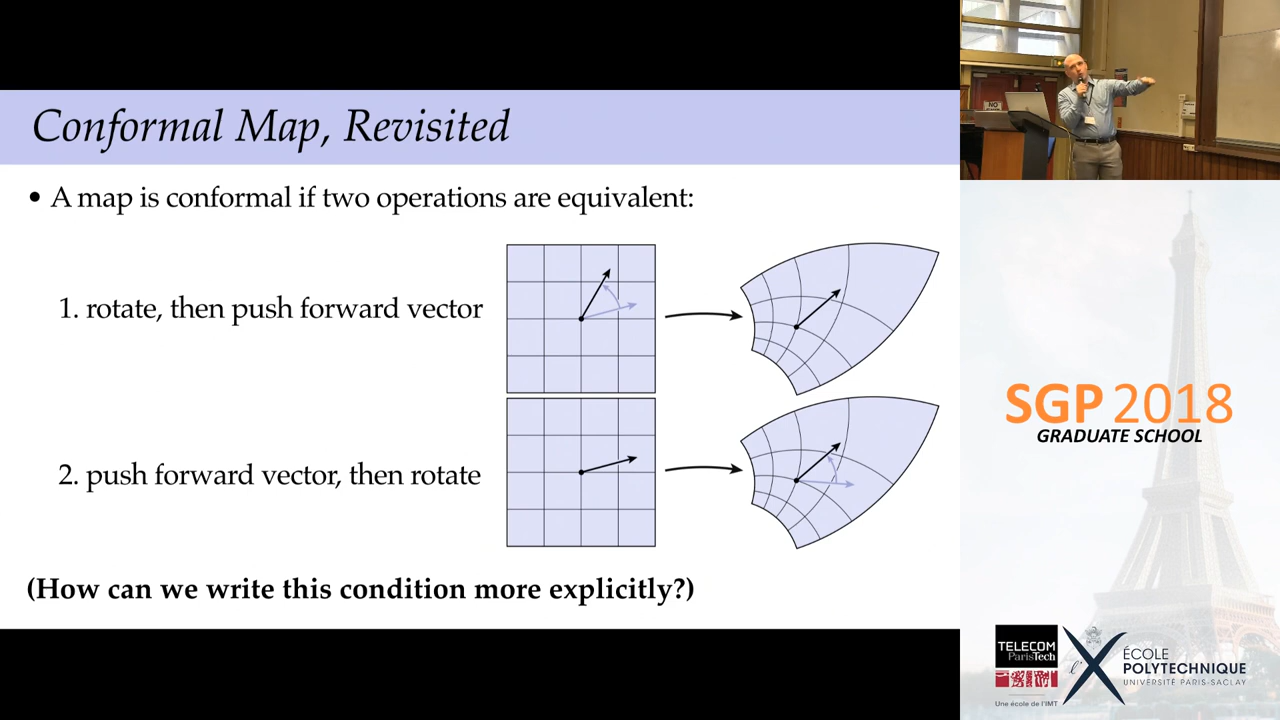 Conformal Map, Revisited
• A map is conformal if two operations are equivalent:
1. rotate, then push forward vector
2. push forward vector, then rotate
(How can we write this condition more explicitly?)
NO
SGP 2018
GRADUATE SCHOOL
TELECOM
ParisTech
Une école de l'IMT
l'X
ÉCOLE
POLYTECHNIQUE
UNIVERSITÉ PARIS-SACLAY